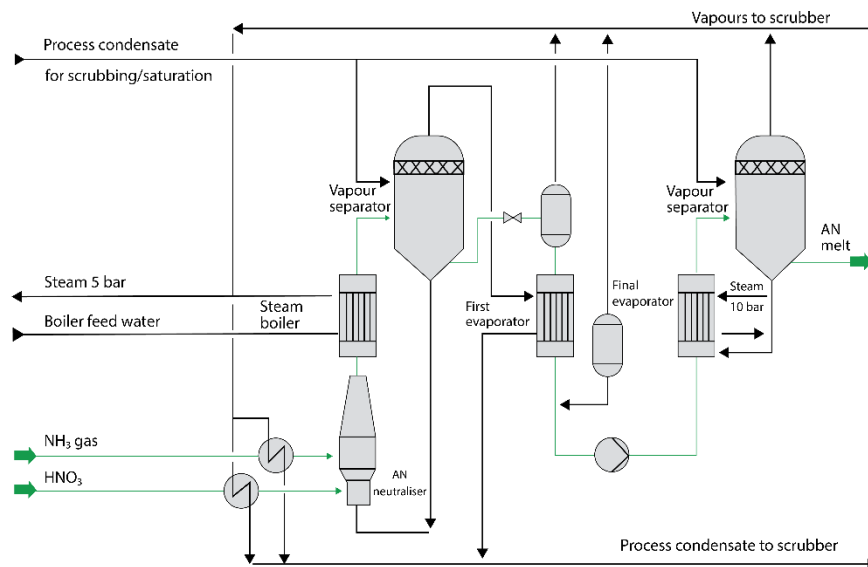 Vapours to scrubber
Process condensate
for scrubbing/saturation
Vapour
separator
Vapour
separator
AN
melt
Steam 5 bar
Steam
boiler
Boiler feed water
First
evaporator
Final
evaporator
Steam
10 bar
NH₃ gas
HNO₃
AN
neutraliser
Process condensate to scrubber